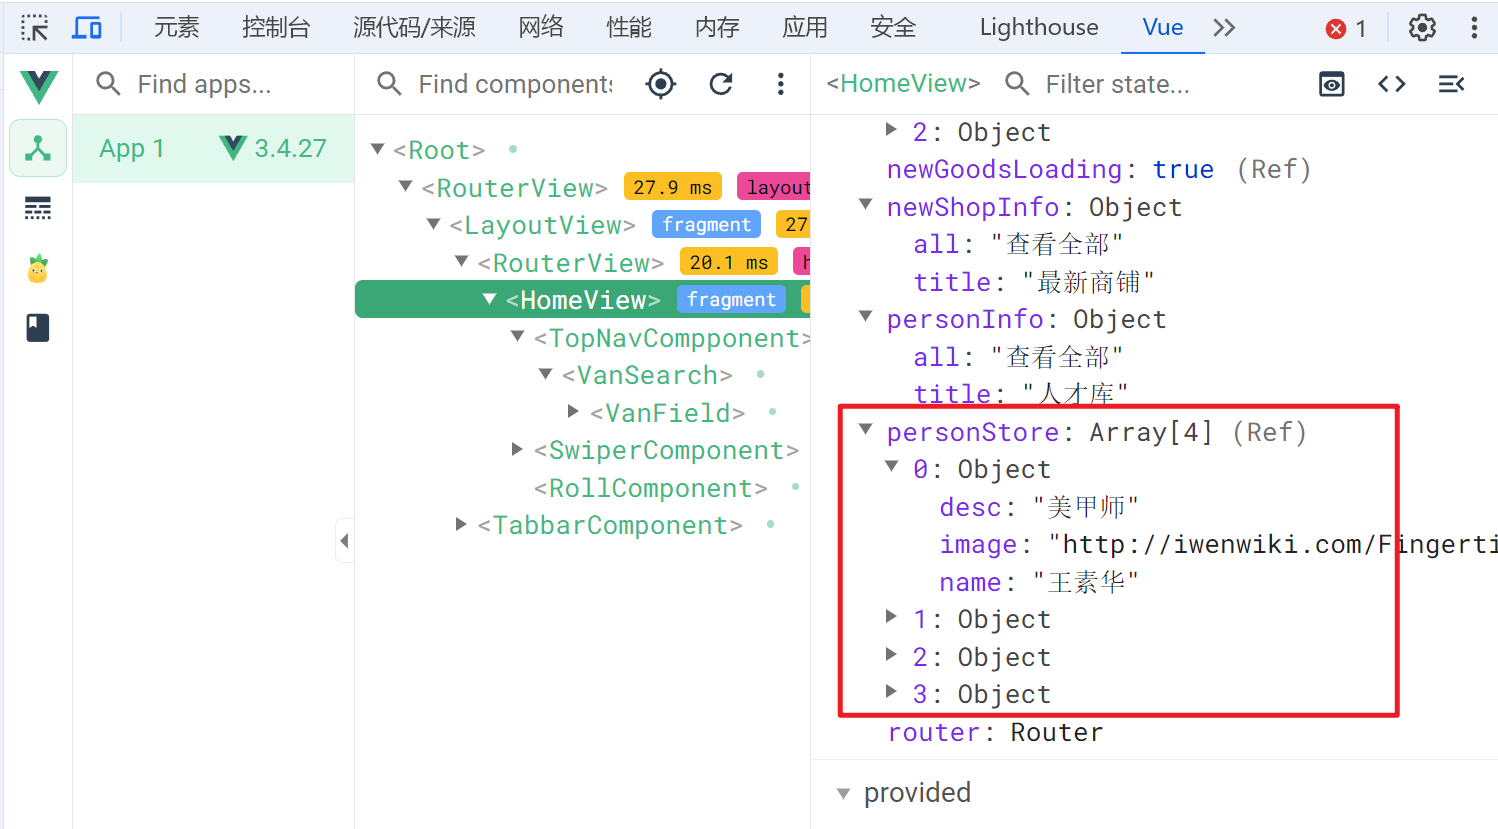 元素 控制台 源代码/来源 网络 性能 内存 应用 安全 Lighthouse Vue 1
Find apps...
App 1 3.4.27
Find component
<Root>
<RouterView> 27.9 ms layout
<LayoutView> fragment 27
<RouterView> 20.1 ms
<HomeView> fragment
<TopNavCompponent>
<VanSearch>
<VanField>
<SwiperComponent>
<RollComponent>
<TabbarComponent>
<HomeView> Filter state...
2: Object
newGoodsLoading: true (Ref)
newShopInfo: Object
all: "查看全部"
title: "最新商铺"
personInfo: Object
all: "查看全部"
title: "人才库"
personStore: Array[4] (Ref)
0: Object
desc: "美甲师"
image: "http://iwenwiki.com/Fingerti
name: "王素华"
1: Object
2: Object
3: Object
router: Router
provided